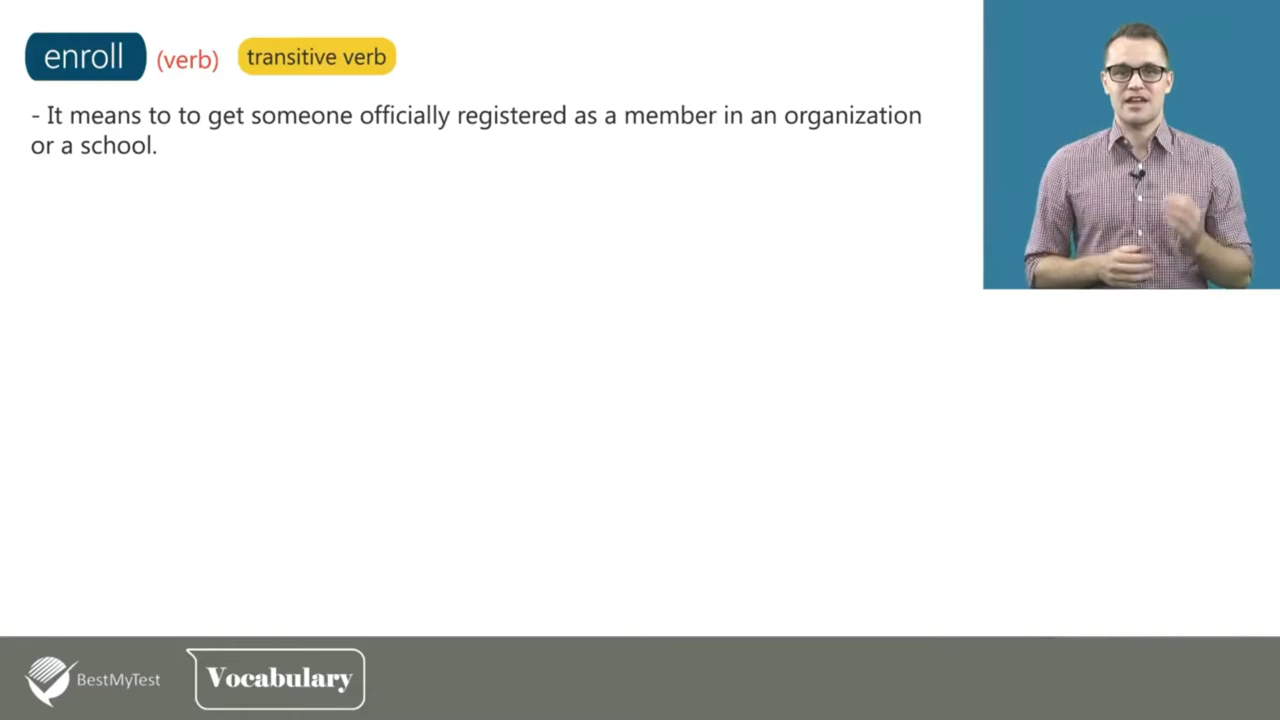 enroll (verb) transitive verb
- It means to to get someone officially registered as a member in an organization
or a school.
BestMyTest Vocabulary